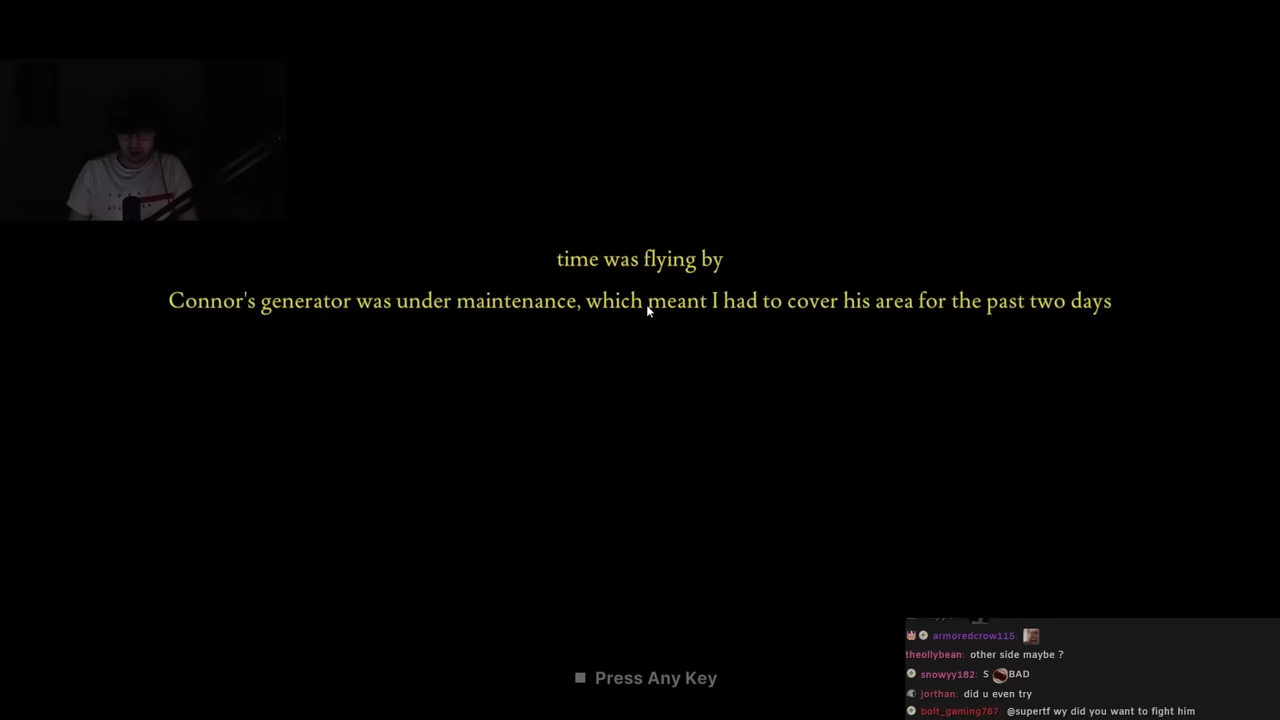 time was flying by
Connor's generator was under maintenance, which meant I had to cover his area for the past two days
Press Any Key
armoredcrow115:
theollybean: other side maybe ?
snowyy182: S BAD
jorthan: did u even try
bolt_gaming767: @supertf wy did you want to fight him